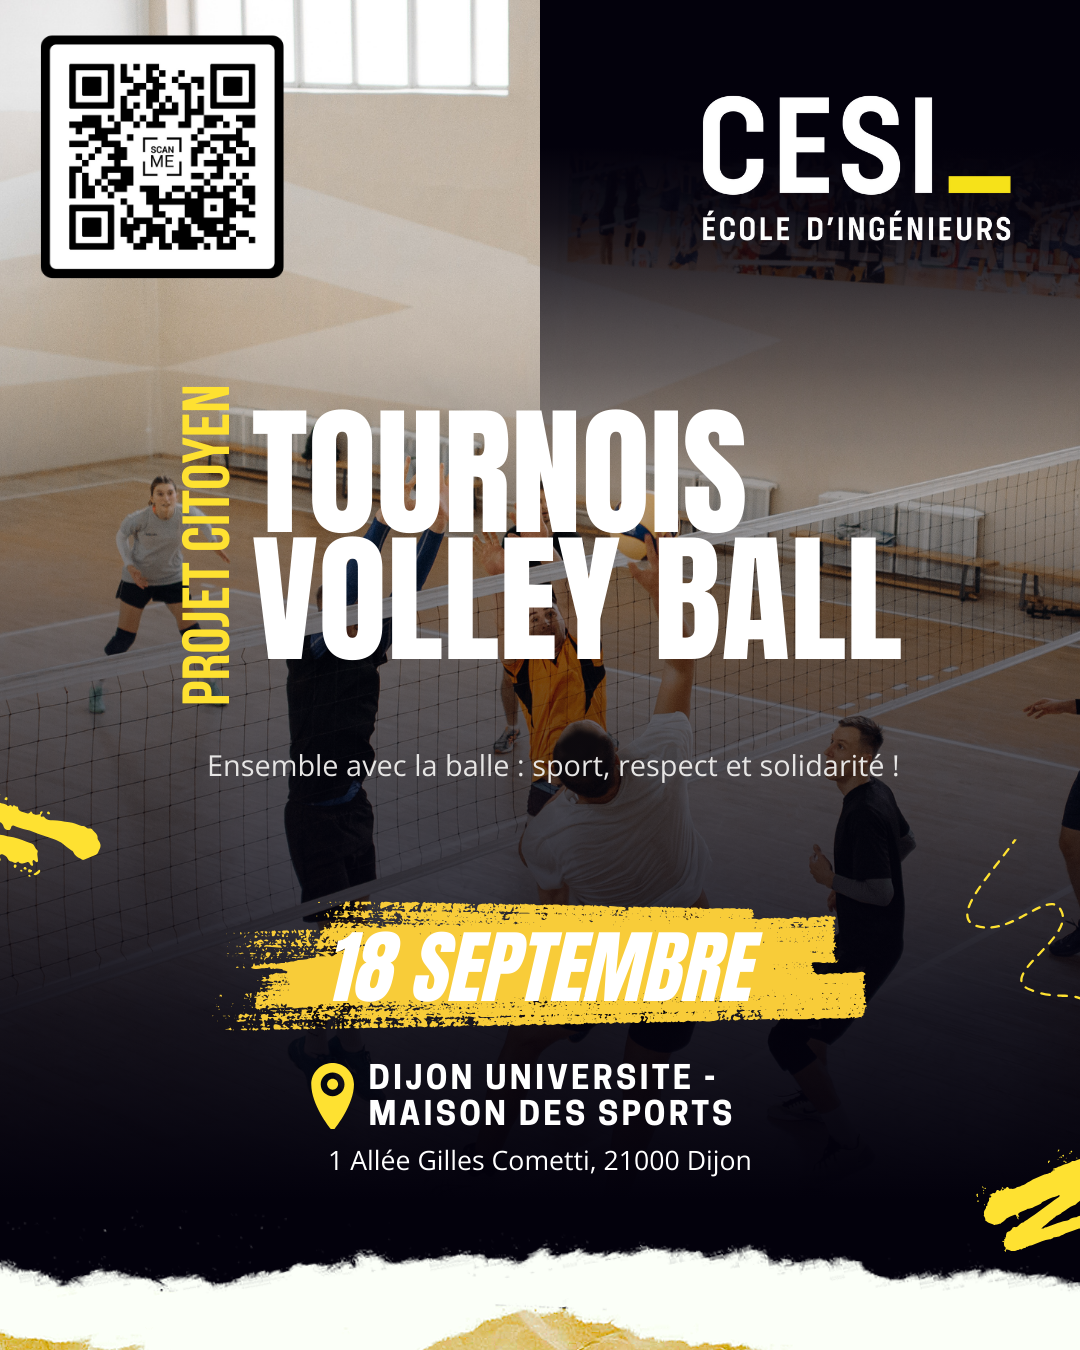 SCAN
ME
CESI_
ÉCOLE D'INGÉNIEURS
PROJET CITOYEN
TOURNOIS
VOLLEY BALL
Ensemble avec la balle : sport, respect et solidarité !
18 SEPTEMBRE
DIJON UNIVERSITE -
MAISON DES SPORTS
1 Allée Gilles Cometti, 21000 Dijon